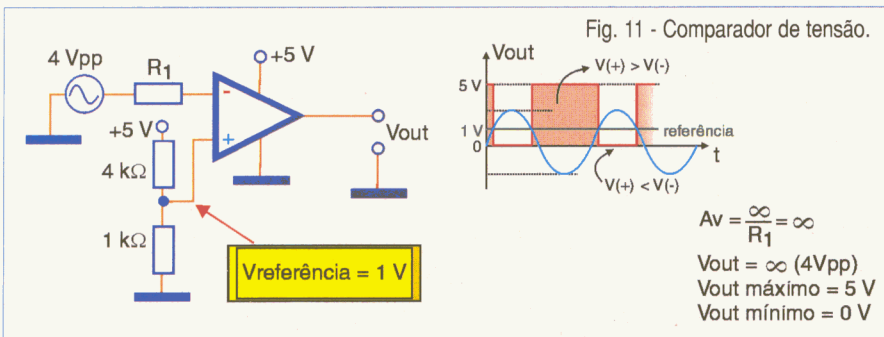 Fig. 11 - Comparador de tensão.
4 Vpp
R1
+5 V
-
+
Vout
+5 V
4 kΩ
1 kΩ
Vreferência = 1 V
Vout
V(+) > V(-)
5 V
1 V
referência
0
t
V(+) < V(-)
Av = ∞/R1 = ∞
Vout = ∞ (4Vpp)
Vout máximo = 5 V
Vout mínimo = 0 V